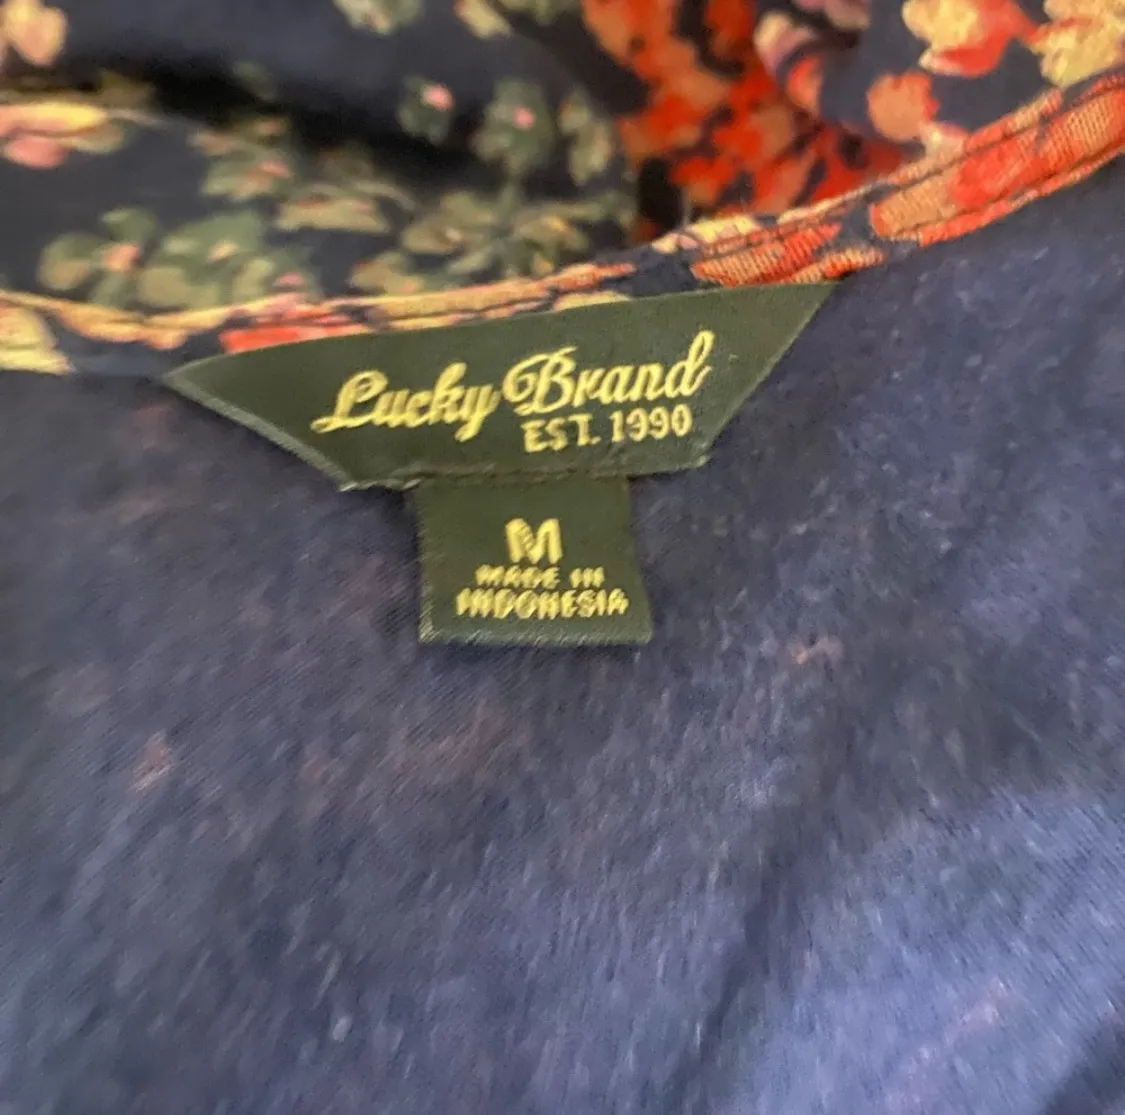 Lucky Brand
EST. 1990
M
MADE IN
INDONESIA